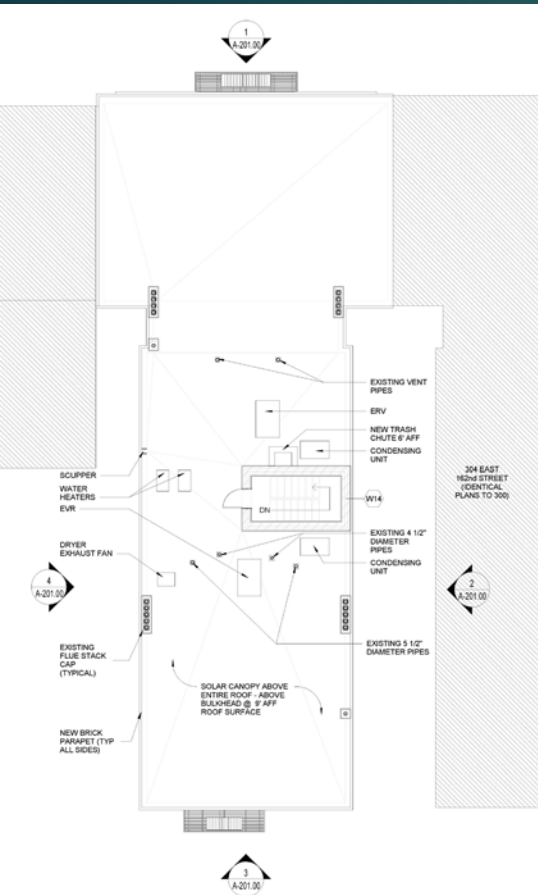 1
A-201.00
EXISTING VENT
PIPES
ERV
NEW TRASH
CHUTE 6' AFF
CONDENSING
UNIT
304 EAST
162nd STREET
(IDENTICAL
PLANS TO 300)
SCUPPER
WATER
HEATERS
EVR
W14
DN
EXISTING 4 1/2"
DIAMETER
PIPES
CONDENSING
UNIT
DRYER
EXHAUST FAN
4
A-201.00
2
A-201.00
EXISTING
FLUE STACK
CAP
(TYPICAL)
EXISTING 5 1/2"
DIAMETER PIPES
SOLAR CANOPY ABOVE
ENTIRE ROOF - ABOVE
BULKHEAD @ 9' AFF
ROOF SURFACE
NEW BRICK
PARAPET (TYP
ALL SIDES)
3
A-201.00